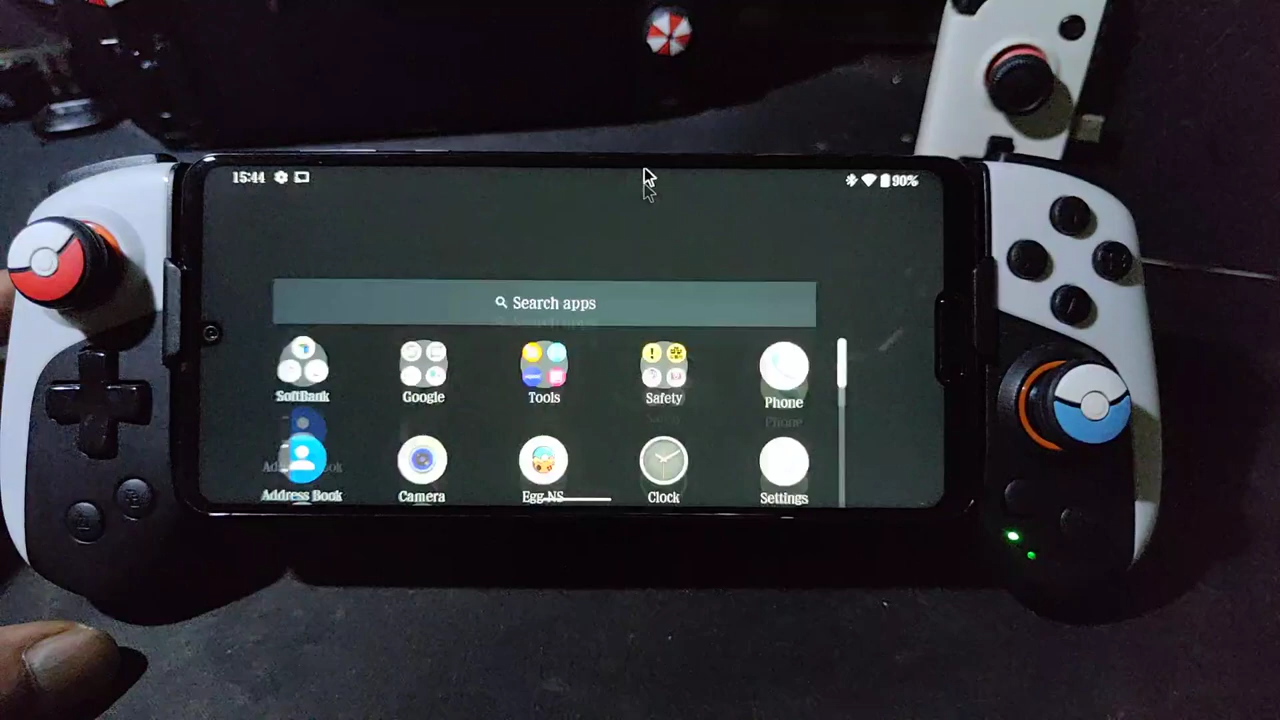 15:44
90%
Search apps
SoftBank
Google
Tools
Safety
Phone
Address Book
Camera
Egg NS
Clock
Settings